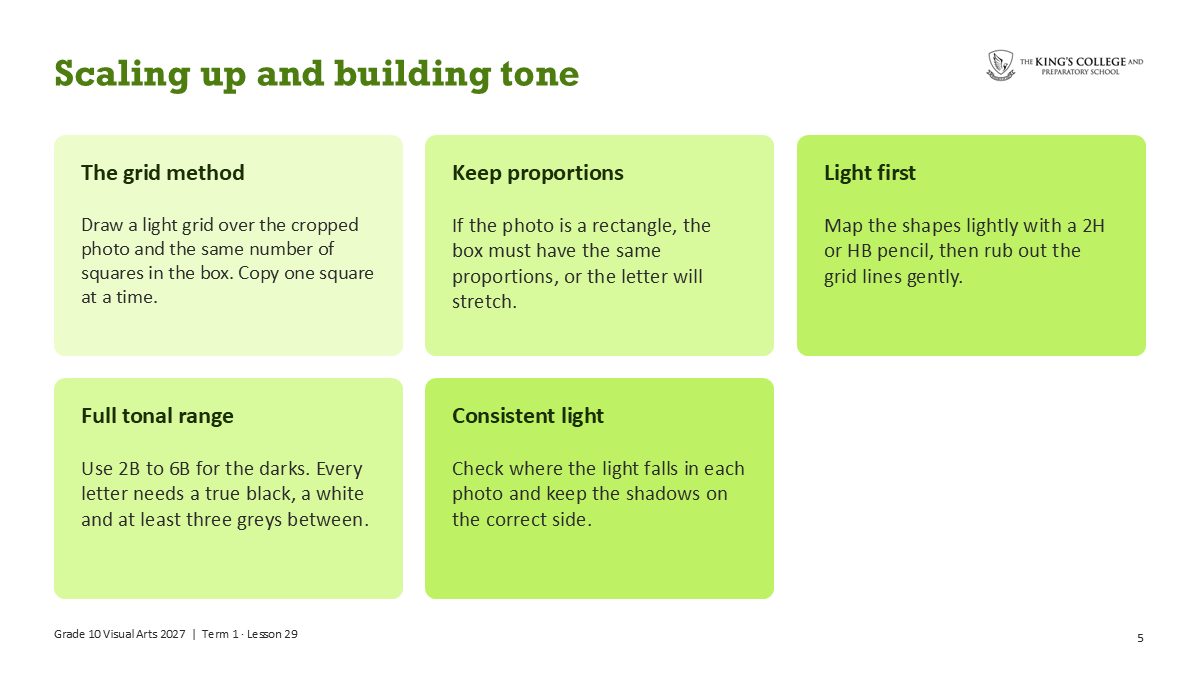 Scaling up and building tone
THE KING'S COLLEGE AND
PREPARATORY SCHOOL
The grid method
Draw a light grid over the cropped
photo and the same number of
squares in the box. Copy one square
at a time.
Keep proportions
If the photo is a rectangle, the
box must have the same
proportions, or the letter will
stretch.
Light first
Map the shapes lightly with a 2H
or HB pencil, then rub out the
grid lines gently.
Full tonal range
Use 2B to 6B for the darks. Every
letter needs a true black, a white
and at least three greys between.
Consistent light
Check where the light falls in each
photo and keep the shadows on
the correct side.
Grade 10 Visual Arts 2027 | Term 1 · Lesson 29
5